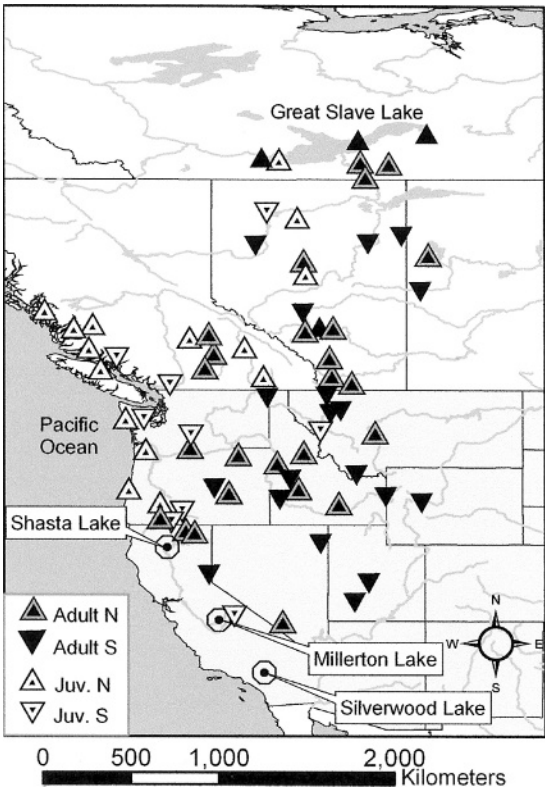 Great Slave Lake
Pacific
Ocean
Shasta Lake
Adult N
Adult S
Juv. N
Juv. S
N
W
E
S
Millerton Lake
Silverwood Lake
0 500 1,000 2,000
Kilometers